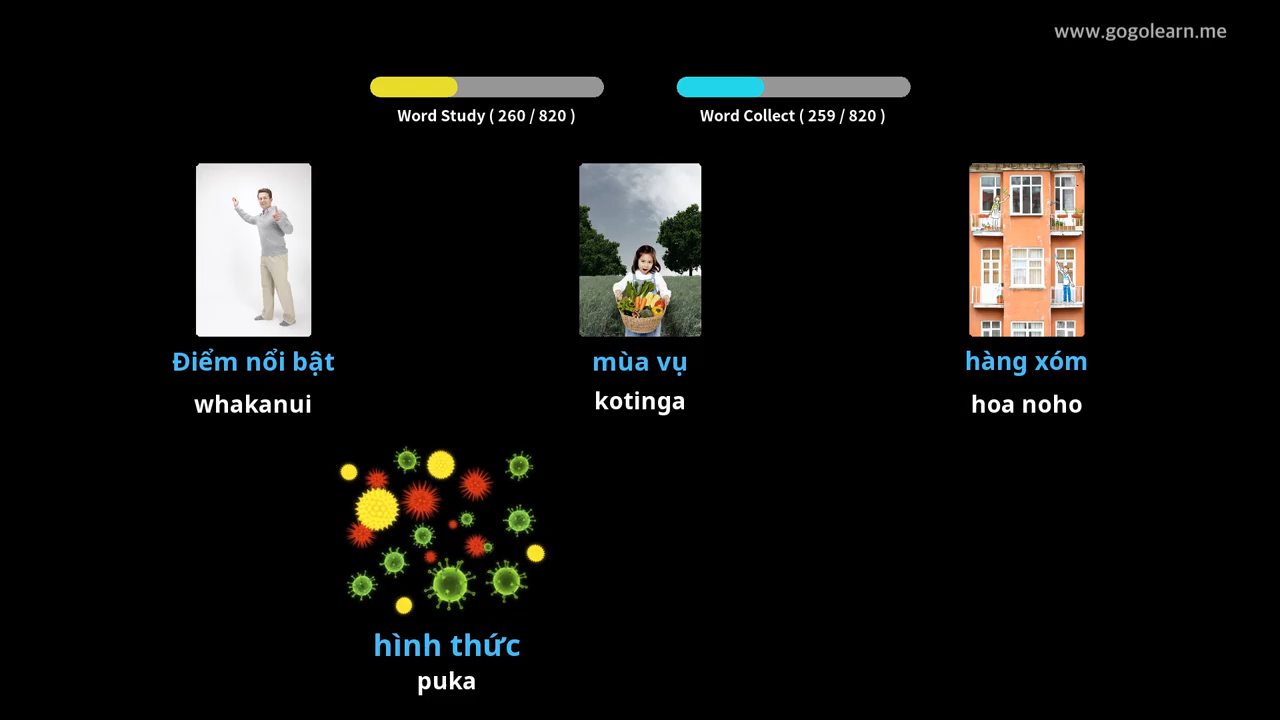 www.gogolearn.me
Word Study ( 260 / 820 )
Word Collect ( 259 / 820 )
Điểm nổi bật
whakanui
mùa vụ
kotinga
hàng xóm
hoa noho
hình thức
puka